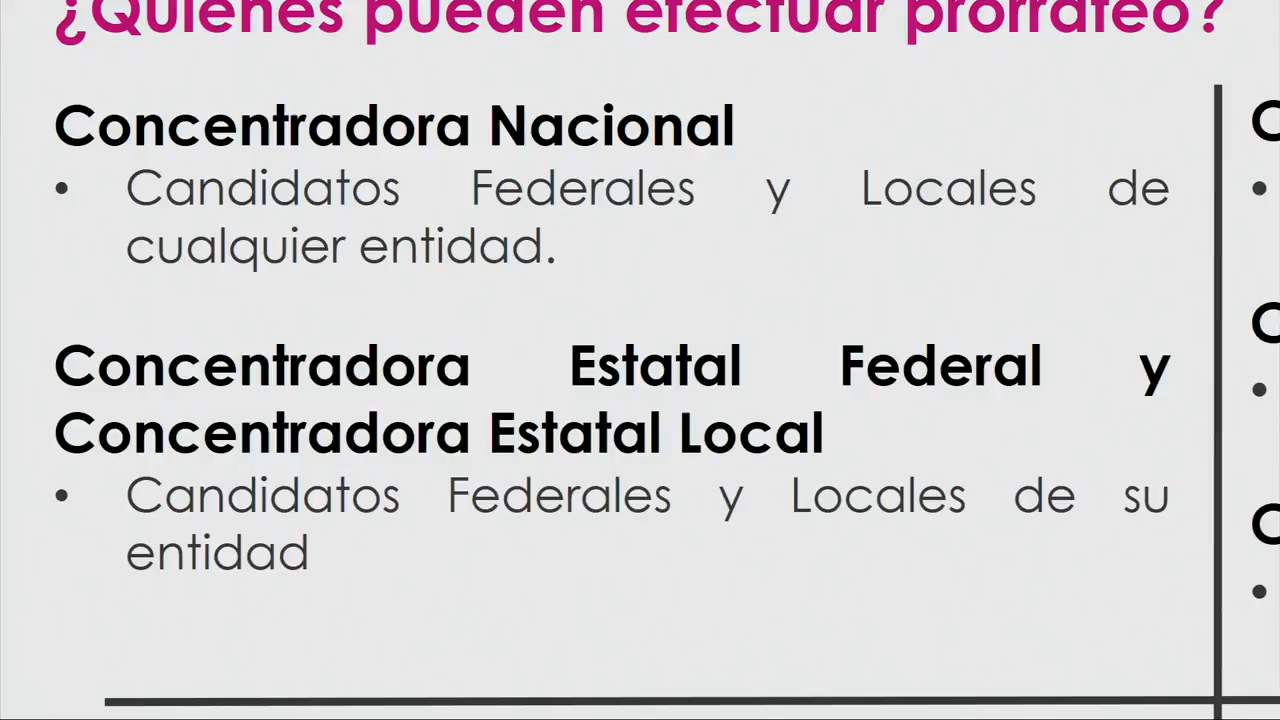 ¿Quiénes pueden efectuar prorrateo?
Concentradora Nacional
• Candidatos Federales y Locales de
cualquier entidad.
Concentradora Estatal Federal y
Concentradora Estatal Local
• Candidatos Federales y Locales de su
entidad